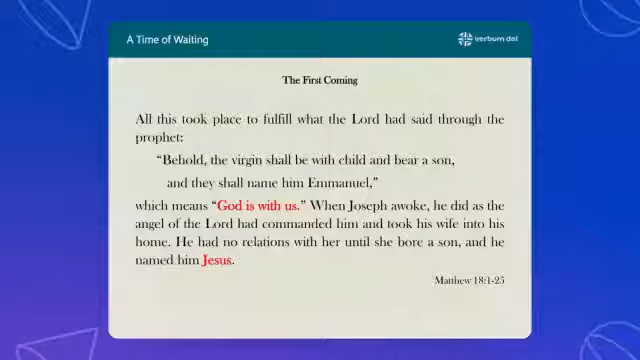 A Time of Waiting
verbum dei
The First Coming
All this took place to fulfill what the Lord had said through the
prophet:
“Behold, the virgin shall be with child and bear a son,
and they shall name him Emmanuel,”
which means “God is with us.” When Joseph awoke, he did as the
angel of the Lord had commanded him and took his wife into his
home. He had no relations with her until she bore a son, and he
named him Jesus.
Matthew 18:1-25